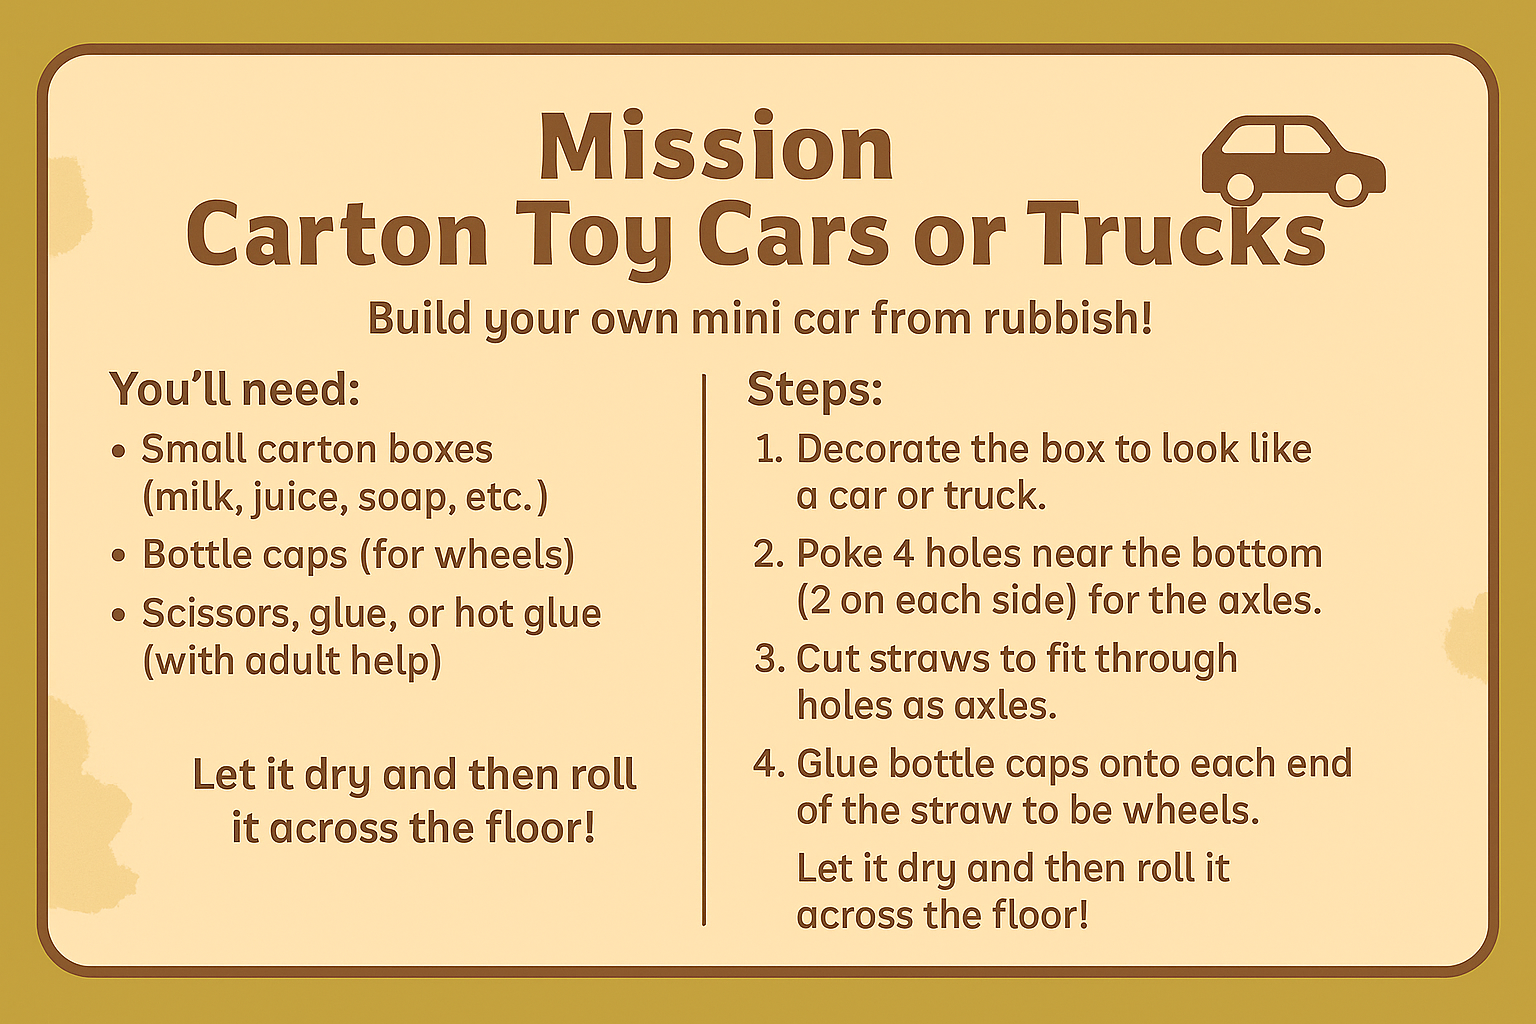 Mission
Carton Toy Cars or Trucks
Build your own mini car from rubbish!
You’ll need:
• Small carton boxes
(milk, juice, soap, etc.)
• Bottle caps (for wheels)
• Scissors, glue, or hot glue
(with adult help)
Let it dry and then roll
it across the floor!
Steps:
1. Decorate the box to look like
a car or truck.
2. Poke 4 holes near the bottom
(2 on each side) for the axles.
3. Cut straws to fit through
holes as axles.
4. Glue bottle caps onto each end
of the straw to be wheels.
Let it dry and then roll it
across the floor!